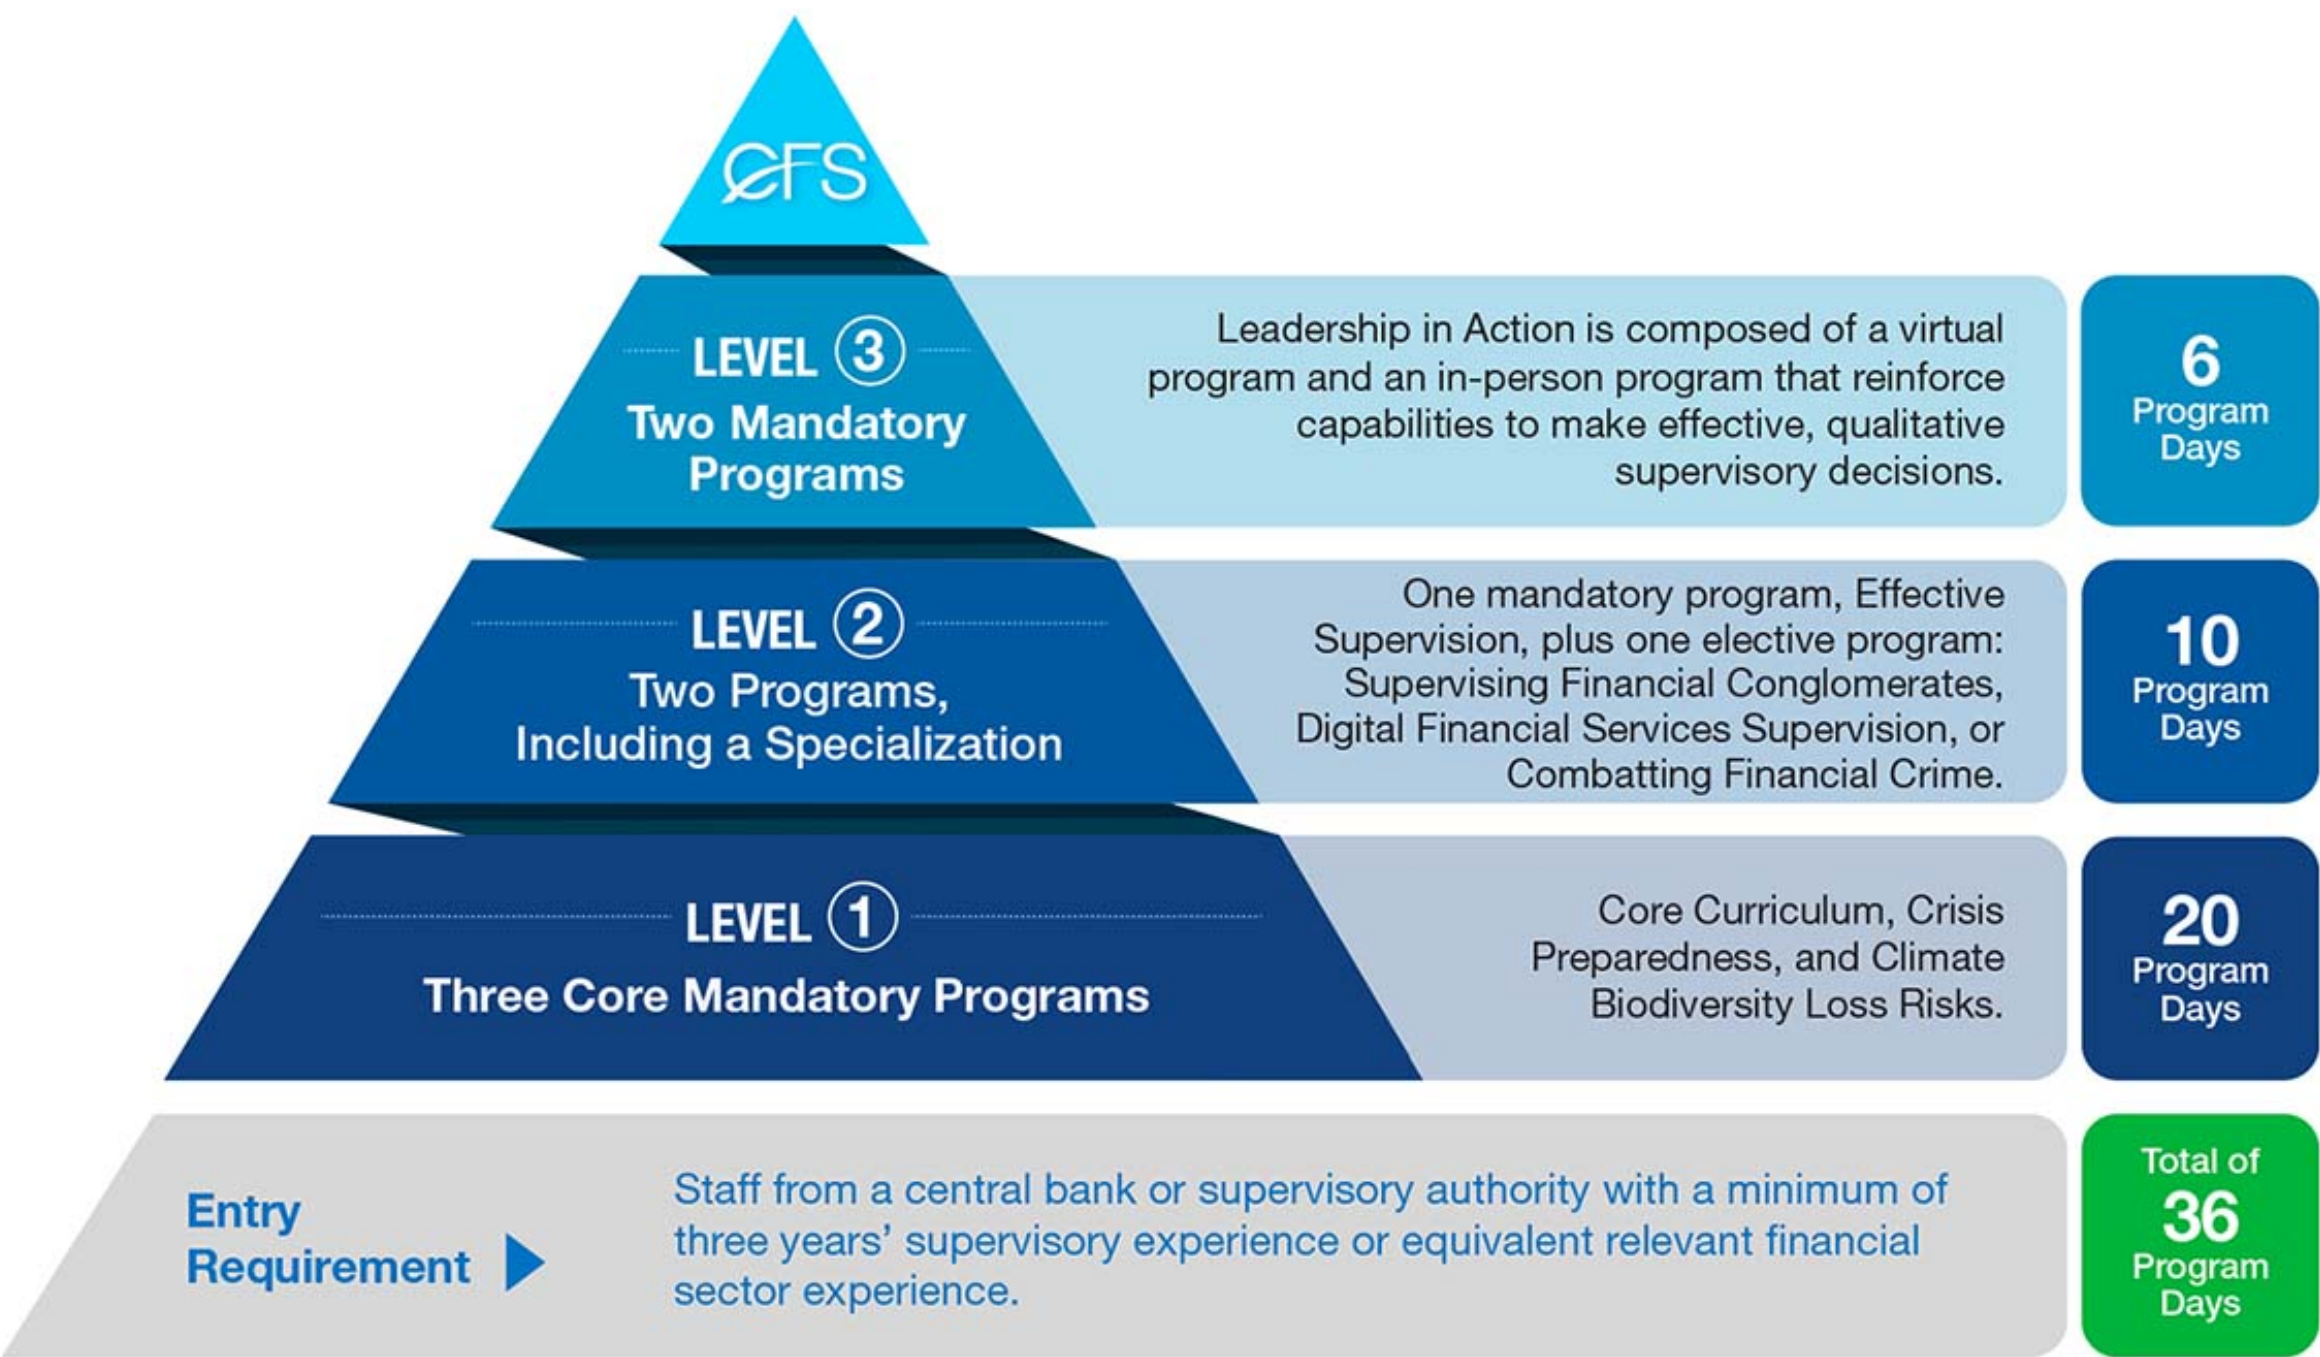 CFS
LEVEL 3
Two Mandatory
Programs
Leadership in Action is composed of a virtual
program and an in-person program that reinforce
capabilities to make effective, qualitative
supervisory decisions.
6
Program
Days
LEVEL 2
Two Programs,
Including a Specialization
One mandatory program, Effective
Supervision, plus one elective program:
Supervising Financial Conglomerates,
Digital Financial Services Supervision, or
Combatting Financial Crime.
10
Program
Days
LEVEL 1
Three Core Mandatory Programs
Core Curriculum, Crisis
Preparedness, and Climate
Biodiversity Loss Risks.
20
Program
Days
Entry
Requirement
Staff from a central bank or supervisory authority with a minimum of
three years’ supervisory experience or equivalent relevant financial
sector experience.
Total of
36
Program
Days